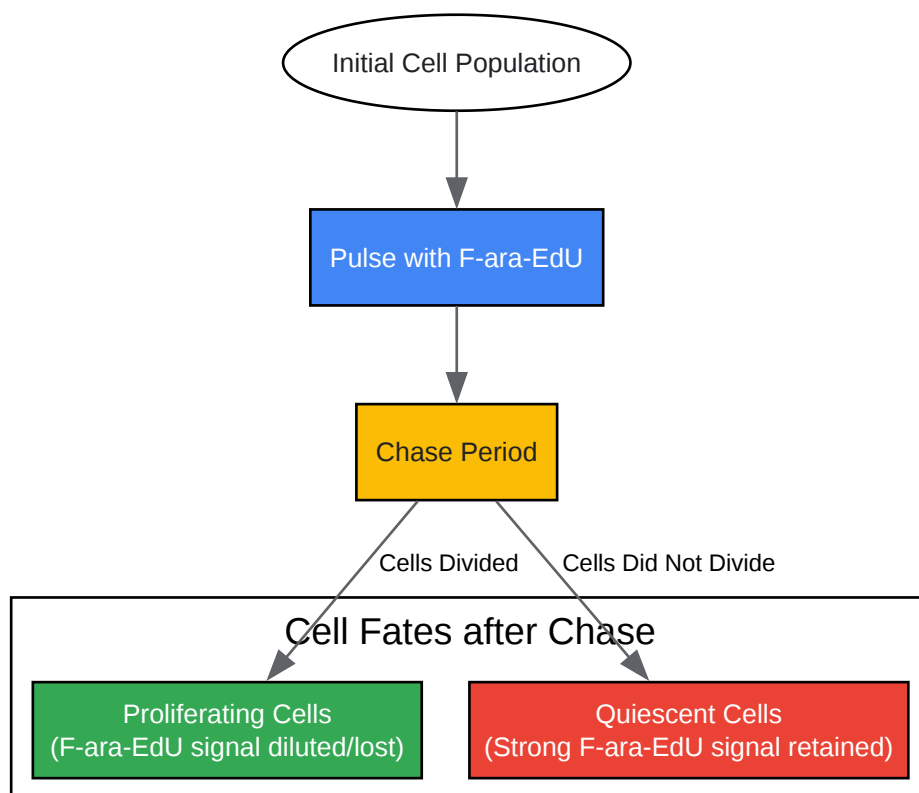 Initial Cell Population
Pulse with F-ara-EdU
Chase Period
Cells Divided
Cells Did Not Divide
Cell Fates after Chase
Proliferating Cells
(F-ara-EdU signal diluted/lost)
Quiescent Cells
(Strong F-ara-EdU signal retained)